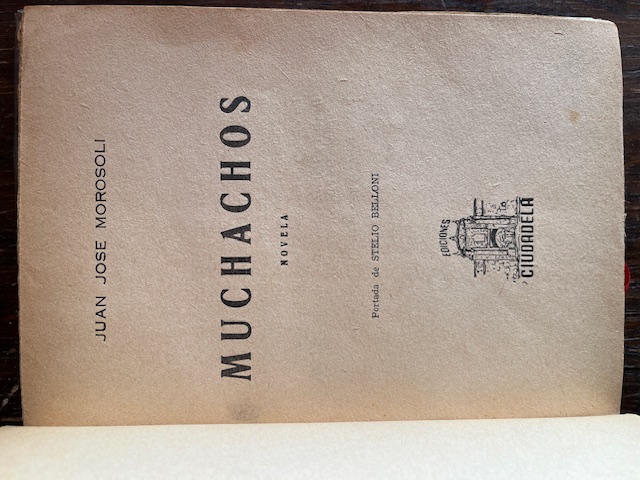 JUAN JOSE MOROSOLI
MUCHACHOS
NOVELA
Portada de STELIO BELLONI
EDICIONES
CIUDADELA